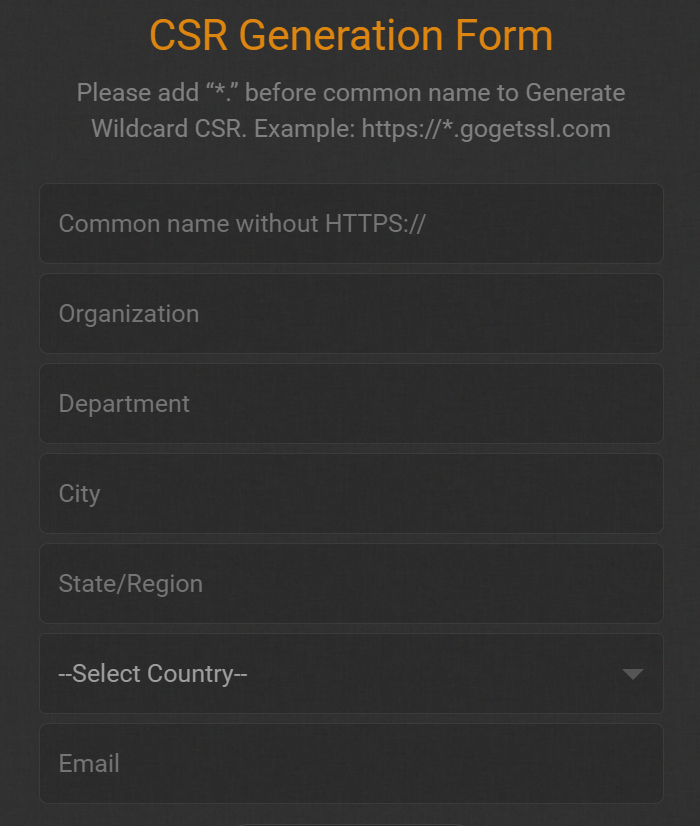 CSR Generation Form
Please add “*.” before common name to Generate
Wildcard CSR. Example: https://*.gogetssl.com
Common name without HTTPS://
Organization
Department
City
State/Region
--Select Country--
Email